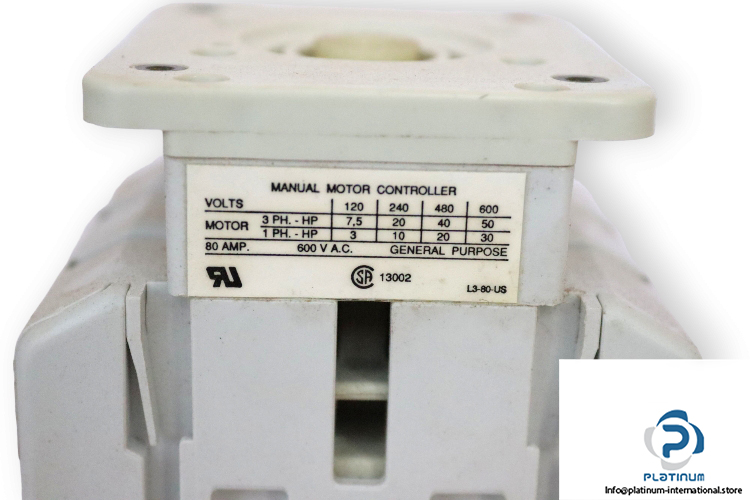 MANUAL MOTOR CONTROLLER
VOLTS 120 240 480 600
MOTOR 3 PH. - HP 7,5 20 40 50
1 PH. - HP 3 10 20 30
80 AMP. 600 V A.C. GENERAL PURPOSE
RU SA 13002 L3-80-US
PLATINUM
Info@platinum-international.store